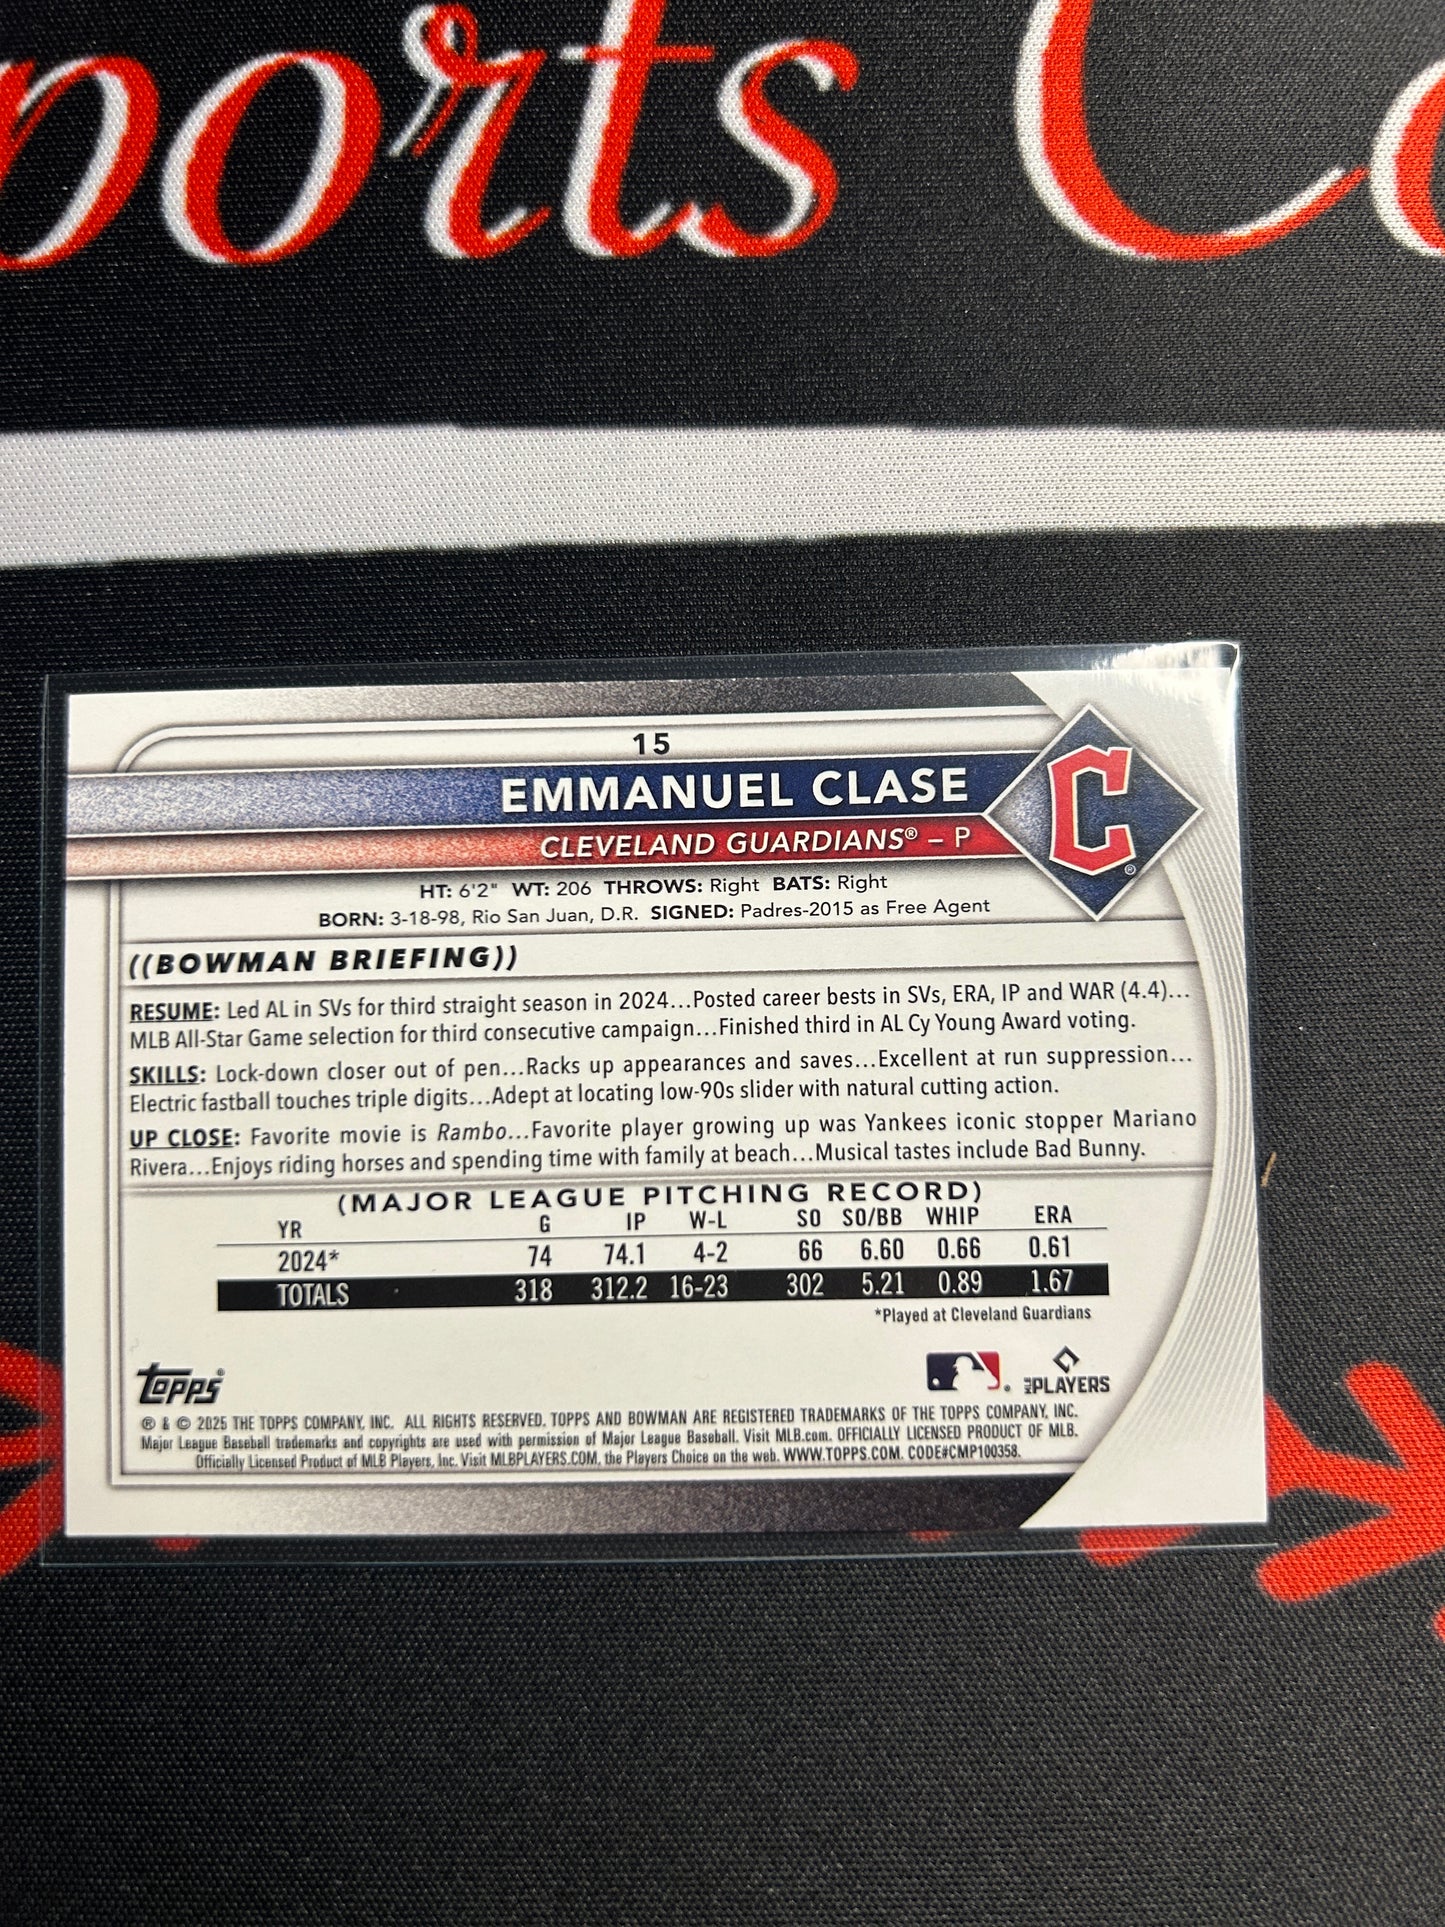 ports C
15
EMMANUEL CLASE
CLEVELAND GUARDIANS® – P
C
®
HT: 6'2" WT: 206 THROWS: Right BATS: Right
BORN: 3-18-98, Rio San Juan, D.R. SIGNED: Padres-2015 as Free Agent
((BOWMAN BRIEFING))
RESUME: Led AL in SVs for third straight season in 2024...Posted career bests in SVs, ERA, IP and WAR (4.4)...
MLB All-Star Game selection for third consecutive campaign...Finished third in AL Cy Young Award voting.
SKILLS: Lock-down closer out of pen...Racks up appearances and saves...Excellent at run suppression...
Electric fastball touches triple digits...Adept at locating low-90s slider with natural cutting action.
UP CLOSE: Favorite movie is Rambo...Favorite player growing up was Yankees iconic stopper Mariano
Rivera...Enjoys riding horses and spending time with family at beach...Musical tastes include Bad Bunny.
(MAJOR LEAGUE PITCHING RECORD)
YR G IP W-L SO SO/BB WHIP ERA
2024* 74 74.1 4-2 66 6.60 0.66 0.61
TOTALS 318 312.2 16-23 302 5.21 0.89 1.67
*Played at Cleveland Guardians
TOPPS®
MLB PLAYERS
® & © 2025 THE TOPPS COMPANY, INC. ALL RIGHTS RESERVED. TOPPS AND BOWMAN ARE REGISTERED TRADEMARKS OF THE TOPPS COMPANY, INC.
Major League Baseball trademarks and copyrights are used with permission of Major League Baseball. Visit MLB.com. OFFICIALLY LICENSED PRODUCT OF MLB.
Officially Licensed Product of MLB Players, Inc. Visit MLBPLAYERS.COM, the Players Choice on the web. WWW.TOPPS.COM. CODE#CMP100358.